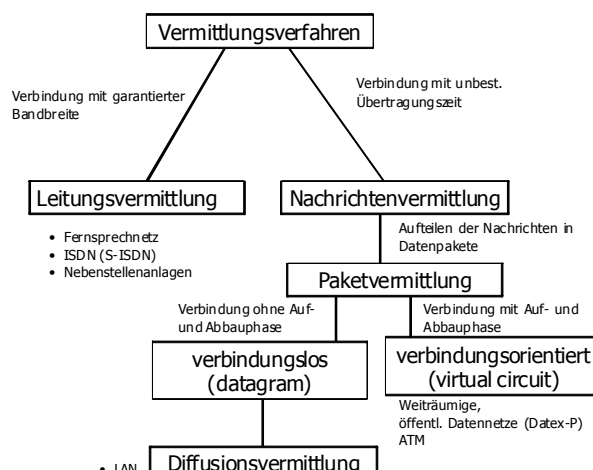 Vermittlungsverfahren
Verbindung mit garantierter
Bandbreite
Verbindung mit unbest.
Übertragungszeit
Leitungsvermittlung
Nachrichtenvermittlung
• Fernsprechnetz
• ISDN (S-ISDN)
• Nebenstellenanlagen
Aufteilen der Nachrichten in
Datenpakete
Paketvermittlung
Verbindung ohne Auf-
und Abbauphase
Verbindung mit Auf- und
Abbauphase
verbindungslos
(datagram)
verbindungsorientiert
(virtual circuit)
Weiträumige,
öffentl. Datennetze (Datex-P)
ATM
• LAN
Diffusionsvermittlung